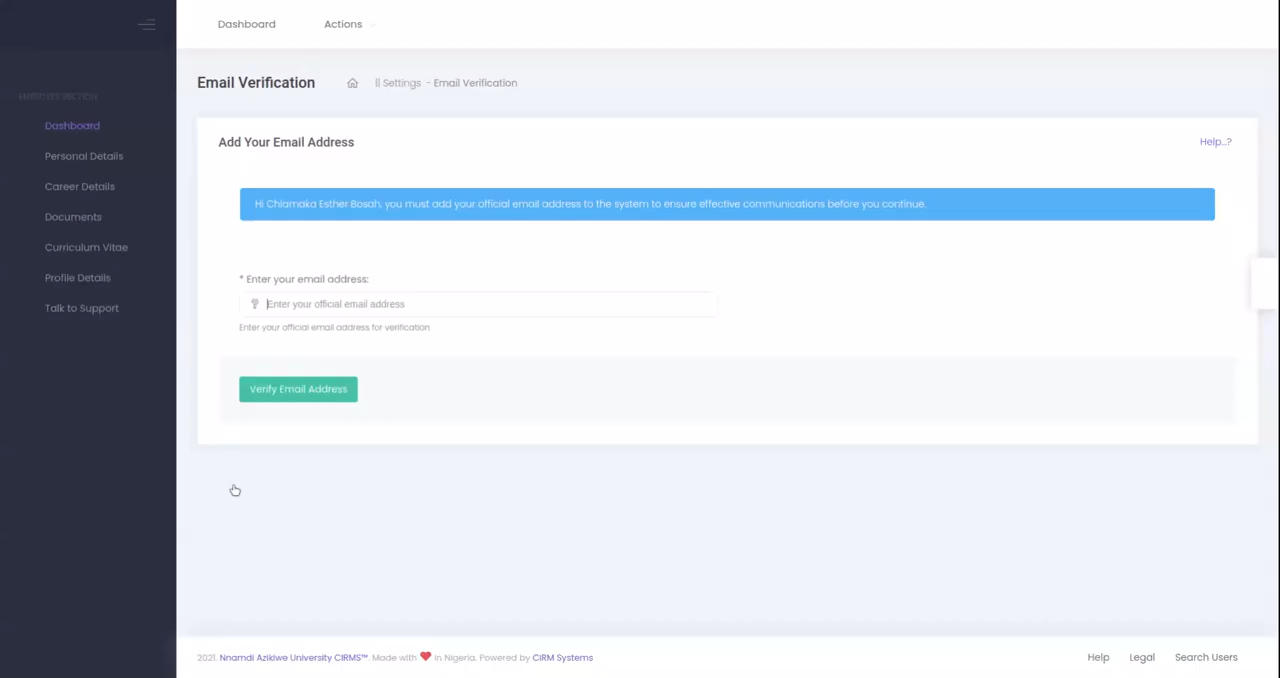 Dashboard
Actions
Email Verification
|| Settings - Email Verification
Dashboard
Personal Details
Career Details
Documents
Curriculum Vitae
Profile Details
Talk to Support
Add Your Email Address
Help...?
Hi Chiamaka Esther Bosah, you must add your official email address to the system to ensure effective communications before you continue.
* Enter your email address:
Enter your official email address
Enter your official email address for verification
Verify Email Address
2021. Nnamdi Azikiwe University CIRMS™. Made with ❤ in Nigeria. Powered by CIRM Systems
Help
Legal
Search Users